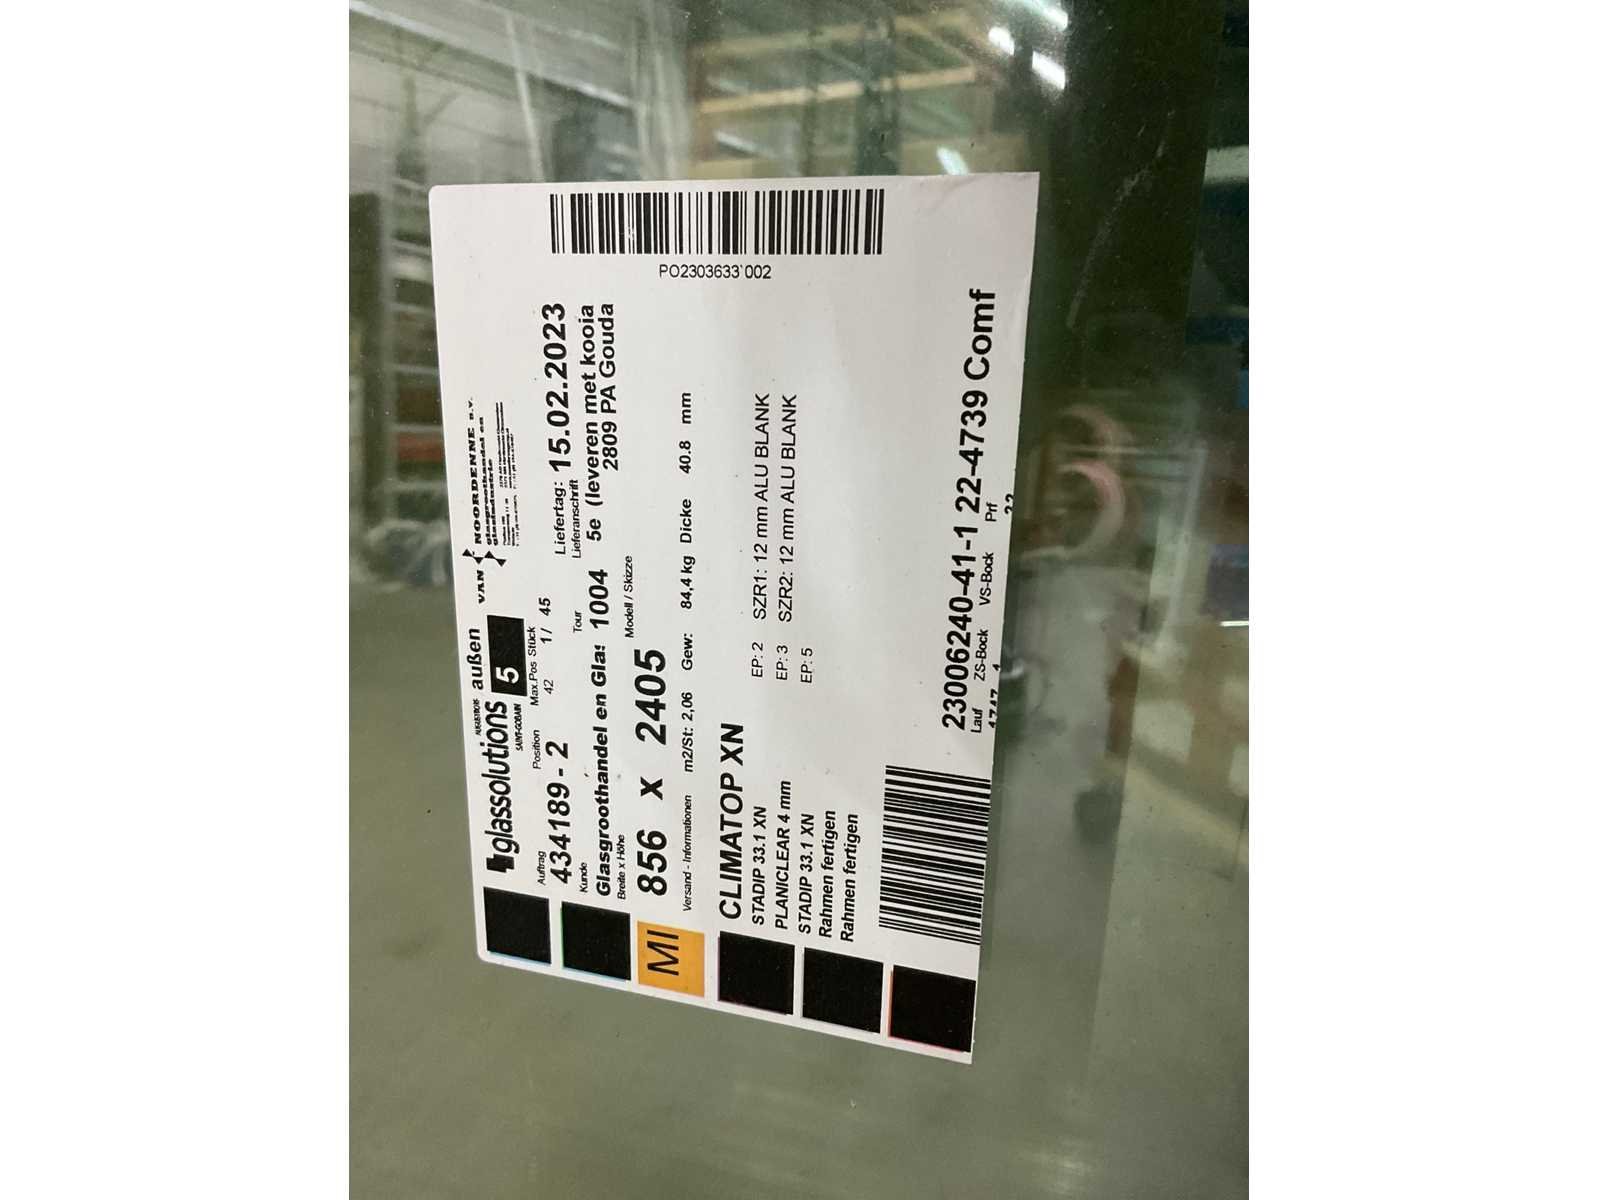 glassolutions
SAINT-GOBAIN
außen
5
VAN NOORDENNE B.V.
glasgroothandel en
glasindustrie
Auftrag
Position
Max.Pos Stück
434189 - 2
42
1/ 45
Liefertag: 15.02.2023
Kunde
Tour
Lieferanschrift
Glasgroothandel en Glas
1004
5e (leveren met kooia
2809 PA Gouda
Breite x Höhe
Modell / Skizze
856 x 2405
MI
Versand - Informationen
m2/St: 2,06
Gew: 84,4 kg
Dicke 40.8 mm
CLIMATOP XN
STADIP 33.1 XN
EP: 2 SZR1: 12 mm ALU BLANK
PLANICLEAR 4 mm
EP: 3 SZR2: 12 mm ALU BLANK
STADIP 33.1 XN
EP: 5
Rahmen fertigen
Rahmen fertigen
PO2303633'002
23006240-41-1 22-4739 Comf
Lauf ZS-Bock VS-Bock Prf